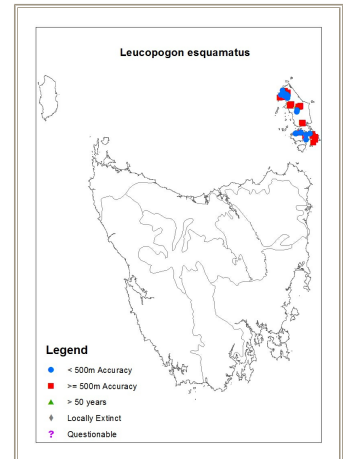 Leucopogon esquamatus
Legend
< 500m Accuracy
>= 500m Accuracy
> 50 years
Locally Extinct
? Questionable